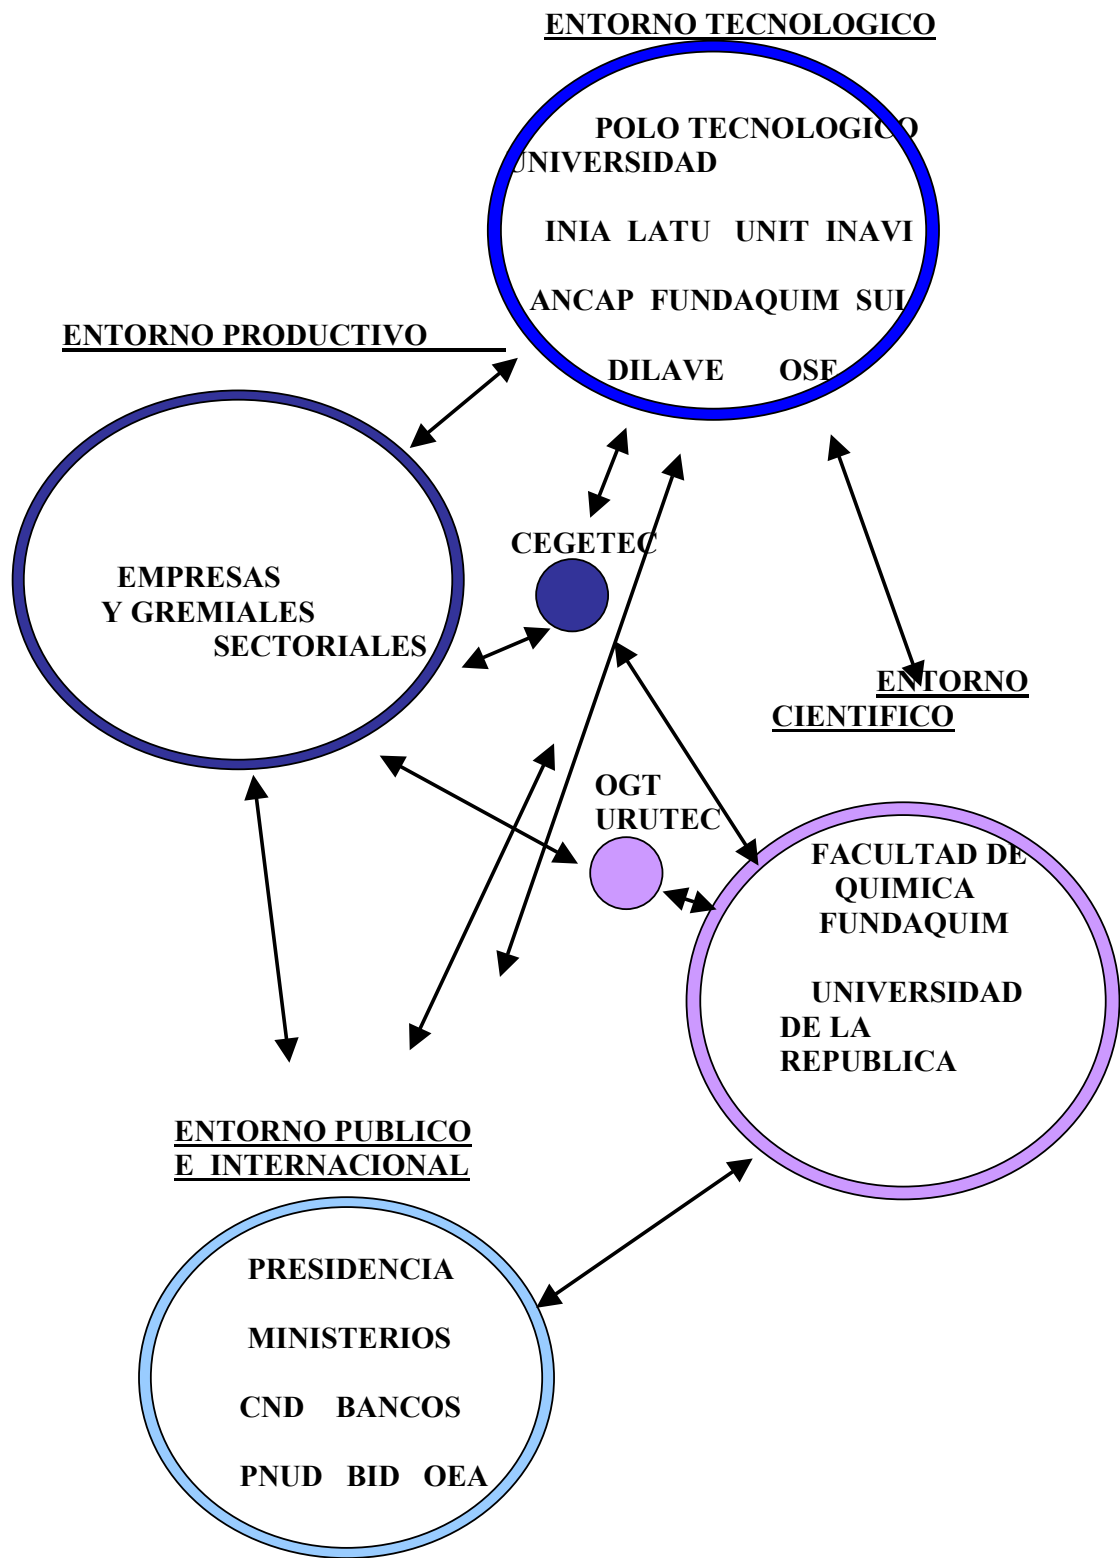 ENTORNO TECNOLOGICO
POLO TECNOLOGICO
UNIVERSIDAD
INIA LATU UNIT INAVI
ANCAP FUNDAQUIM SUL
DILAVE OSE
ENTORNO PRODUCTIVO
EMPRESAS
Y GREMIALES
SECTORIALES
CEGETEC
ENTORNO
CIENTIFICO
OGT
URUTEC
FACULTAD DE
QUIMICA
FUNDAQUIM
UNIVERSIDAD
DE LA
REPUBLICA
ENTORNO PUBLICO
E INTERNACIONAL
PRESIDENCIA
MINISTERIOS
CND BANCOS
PNUD BID OEA